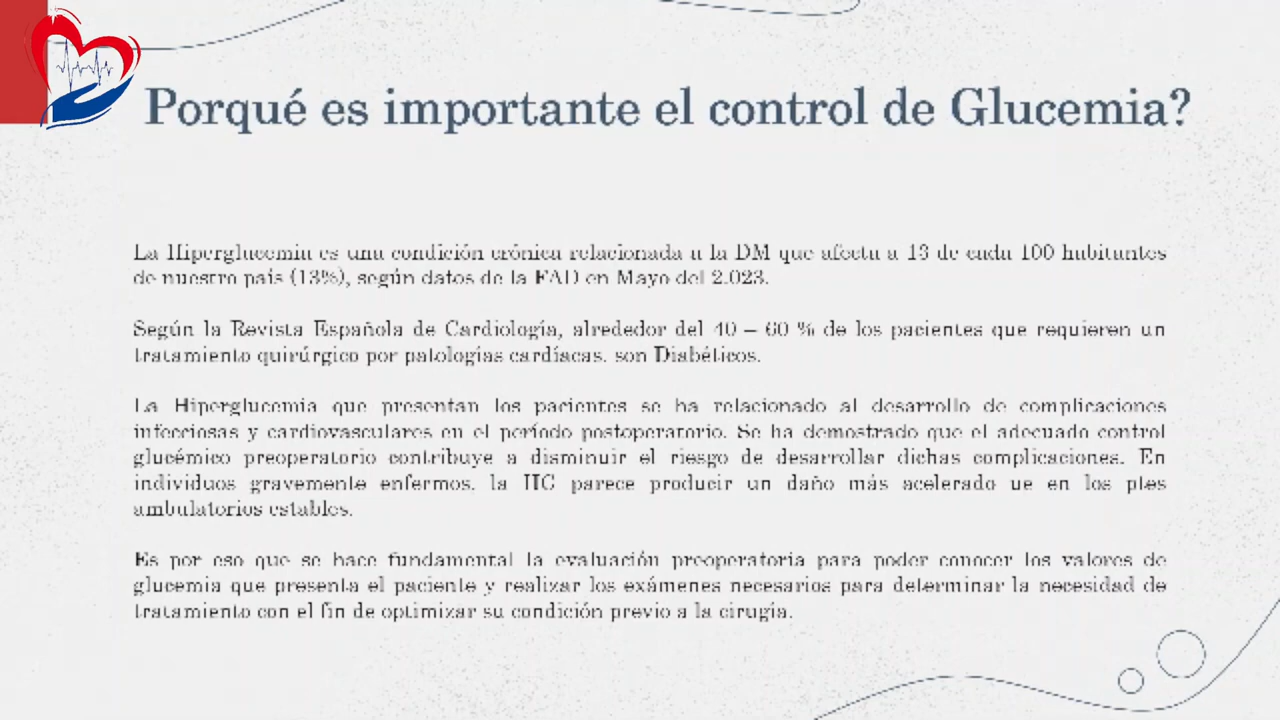 Porqué es importante el control de Glucemia?
La Hiperglucemia es una condición crónica relacionada a la DM que afecta a 13 de cada 100 habitantes
de nuestro país (13%), según datos de la FAD en Mayo del 2.023.
Según la Revista Española de Cardiología, alrededor del 40 – 60 % de los pacientes que requieren un
tratamiento quirúrgico por patologías cardíacas. son Diabéticos.
La Hiperglucemia que presentan los pacientes se ha relacionado al desarrollo de complicaciones
infecciosas y cardiovasculares en el período postoperatorio. Se ha demostrado que el adecuado control
glucémico preoperatorio contribuye a disminuir el riesgo de desarrollar dichas complicaciones. En
individuos gravemente enfermos. la HG parece producir un daño más acelerado ue en los ptes
ambulatorios estables.
Es por eso que se hace fundamental la evaluación preoperatoria para poder conocer los valores de
glucemia que presenta el paciente y realizar los exámenes necesarios para determinar la necesidad de
tratamiento con el fin de optimizar su condición previo a la cirugía.